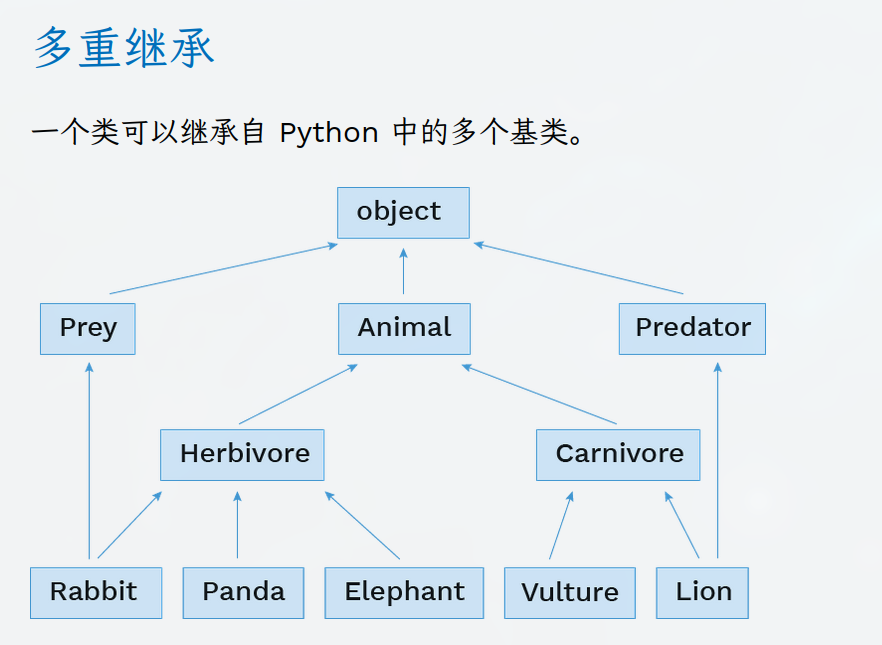 多重继承
一个类可以继承自 Python 中的多个基类。
object
Prey
Animal
Predator
Herbivore
Carnivore
Rabbit
Panda
Elephant
Vulture
Lion